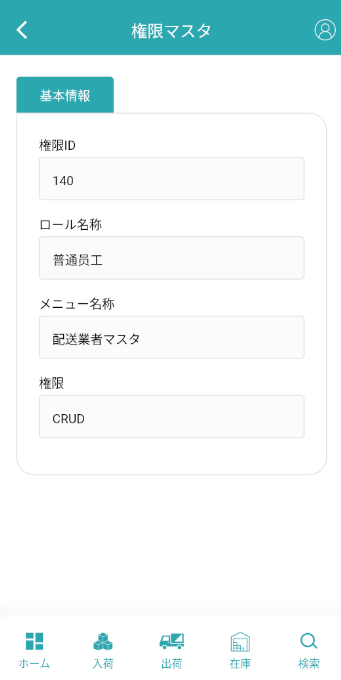 権限マスタ
基本情報
権限ID
140
ロール名称
普通员工
メニュー名称
配送業者マスタ
権限
CRUD
ホーム
入荷
出荷
在庫
検索